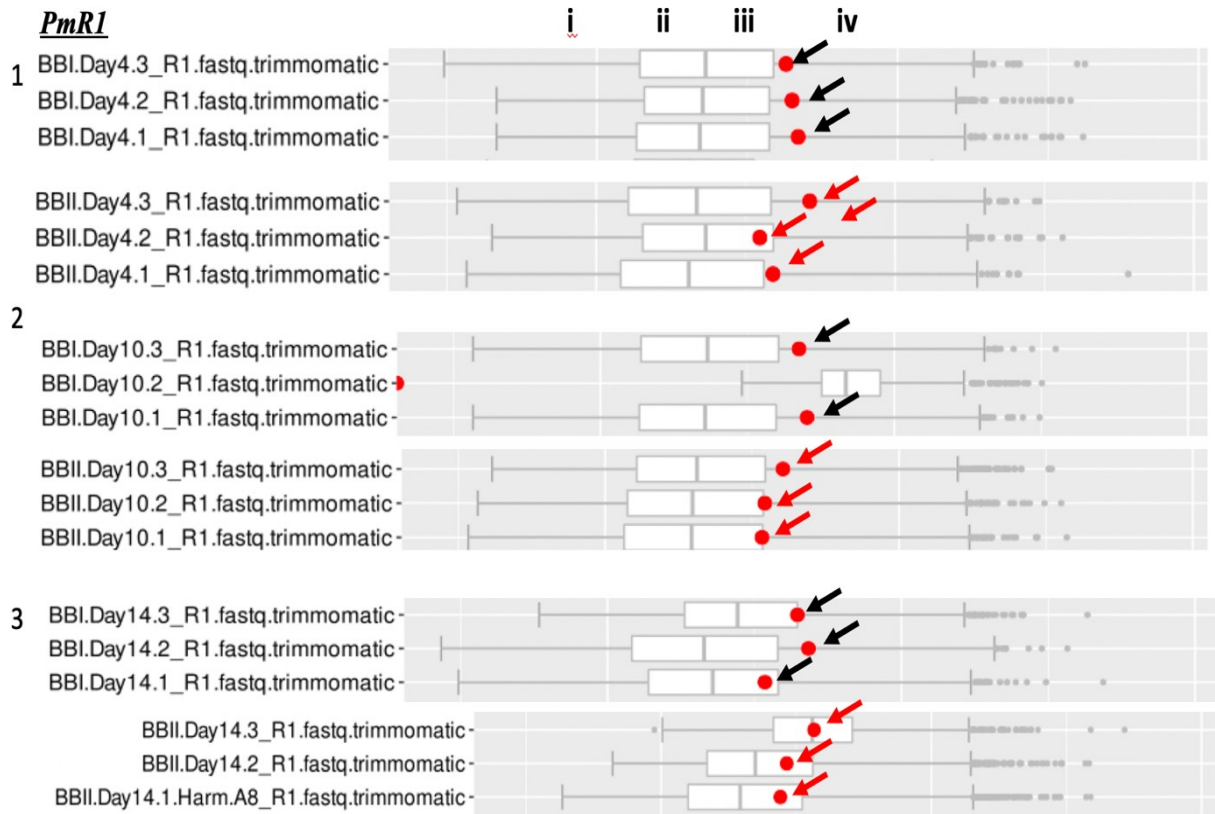 PmR1 i ii iii iv
1
BBI.Day4.3_R1.fastq.trimmomatic
BBI.Day4.2_R1.fastq.trimmomatic
BBI.Day4.1_R1.fastq.trimmomatic
BBII.Day4.3_R1.fastq.trimmomatic
BBII.Day4.2_R1.fastq.trimmomatic
BBII.Day4.1_R1.fastq.trimmomatic
2
BBI.Day10.3_R1.fastq.trimmomatic
BBI.Day10.2_R1.fastq.trimmomatic
BBI.Day10.1_R1.fastq.trimmomatic
BBII.Day10.3_R1.fastq.trimmomatic
BBII.Day10.2_R1.fastq.trimmomatic
BBII.Day10.1_R1.fastq.trimmomatic
3
BBI.Day14.3_R1.fastq.trimmomatic
BBI.Day14.2_R1.fastq.trimmomatic
BBI.Day14.1_R1.fastq.trimmomatic
BBII.Day14.3_R1.fastq.trimmomatic
BBII.Day14.2_R1.fastq.trimmomatic
BBII.Day14.1.Harm.A8_R1.fastq.trimmomatic